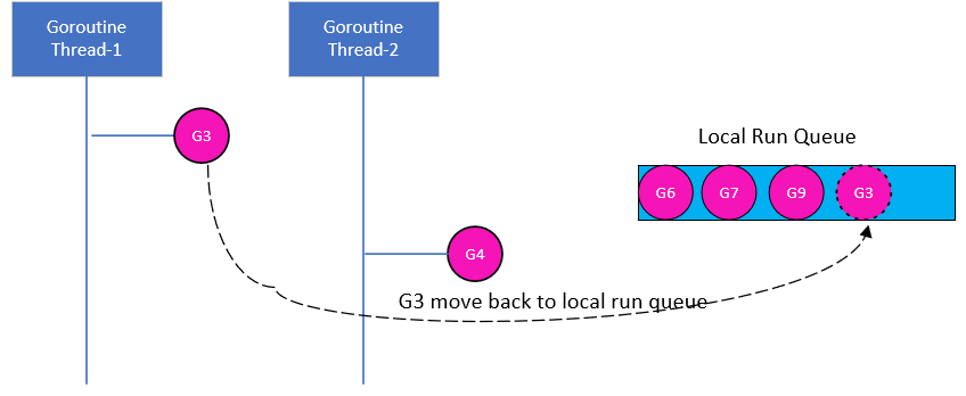 Goroutine
Thread-1
Goroutine
Thread-2
G3
Local Run Queue
G6
G7
G9
G3
G4
G3 move back to local run queue